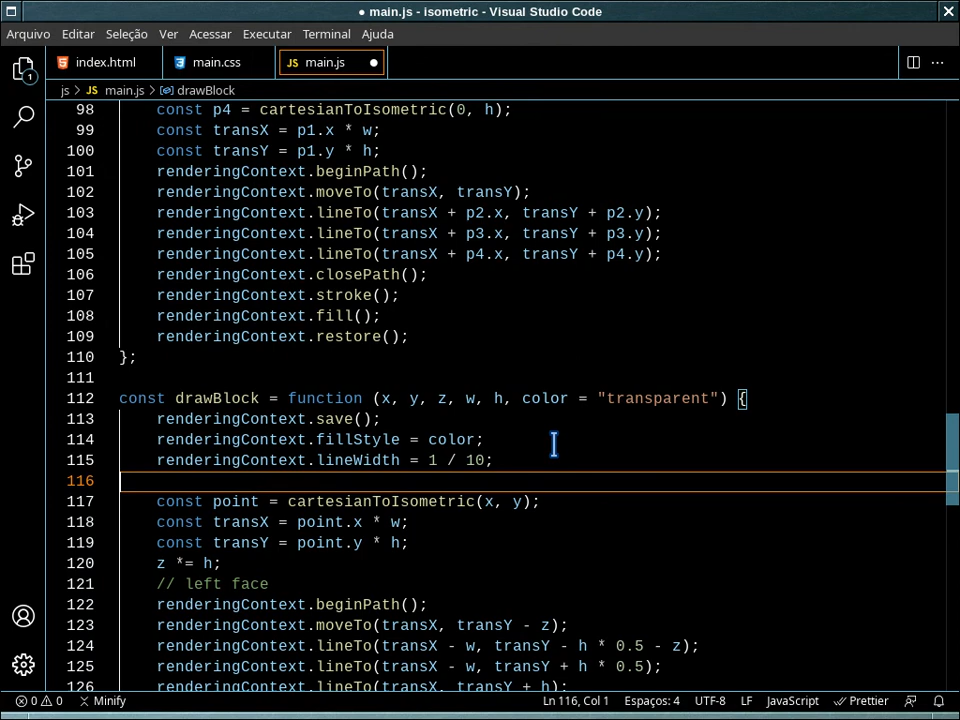 ● main.js - isometric - Visual Studio Code
Arquivo Editar Seleção Ver Acessar Executar Terminal Ajuda
index.html main.css JS main.js ●
js > JS main.js > drawBlock
98 const p4 = cartesianToIsometric(0, h);
99 const transX = p1.x * w;
100 const transY = p1.y * h;
101 renderingContext.beginPath();
102 renderingContext.moveTo(transX, transY);
103 renderingContext.lineTo(transX + p2.x, transY + p2.y);
104 renderingContext.lineTo(transX + p3.x, transY + p3.y);
105 renderingContext.lineTo(transX + p4.x, transY + p4.y);
106 renderingContext.closePath();
107 renderingContext.stroke();
108 renderingContext.fill();
109 renderingContext.restore();
110 };
111
112 const drawBlock = function (x, y, z, w, h, color = "transparent") {
113 renderingContext.save();
114 renderingContext.fillStyle = color;
115 renderingContext.lineWidth = 1 / 10;
116
117 const point = cartesianToIsometric(x, y);
118 const transX = point.x * w;
119 const transY = point.y * h;
120 z *= h;
121 // left face
122 renderingContext.beginPath();
123 renderingContext.moveTo(transX, transY - z);
124 renderingContext.lineTo(transX - w, transY - h * 0.5 - z);
125 renderingContext.lineTo(transX - w, transY + h * 0.5);
126 renderingContext.lineTo(transX, transY + h);
1
0 0 Minify Ln 116, Col 1 Espaços: 4 UTF-8 LF JavaScript Prettier